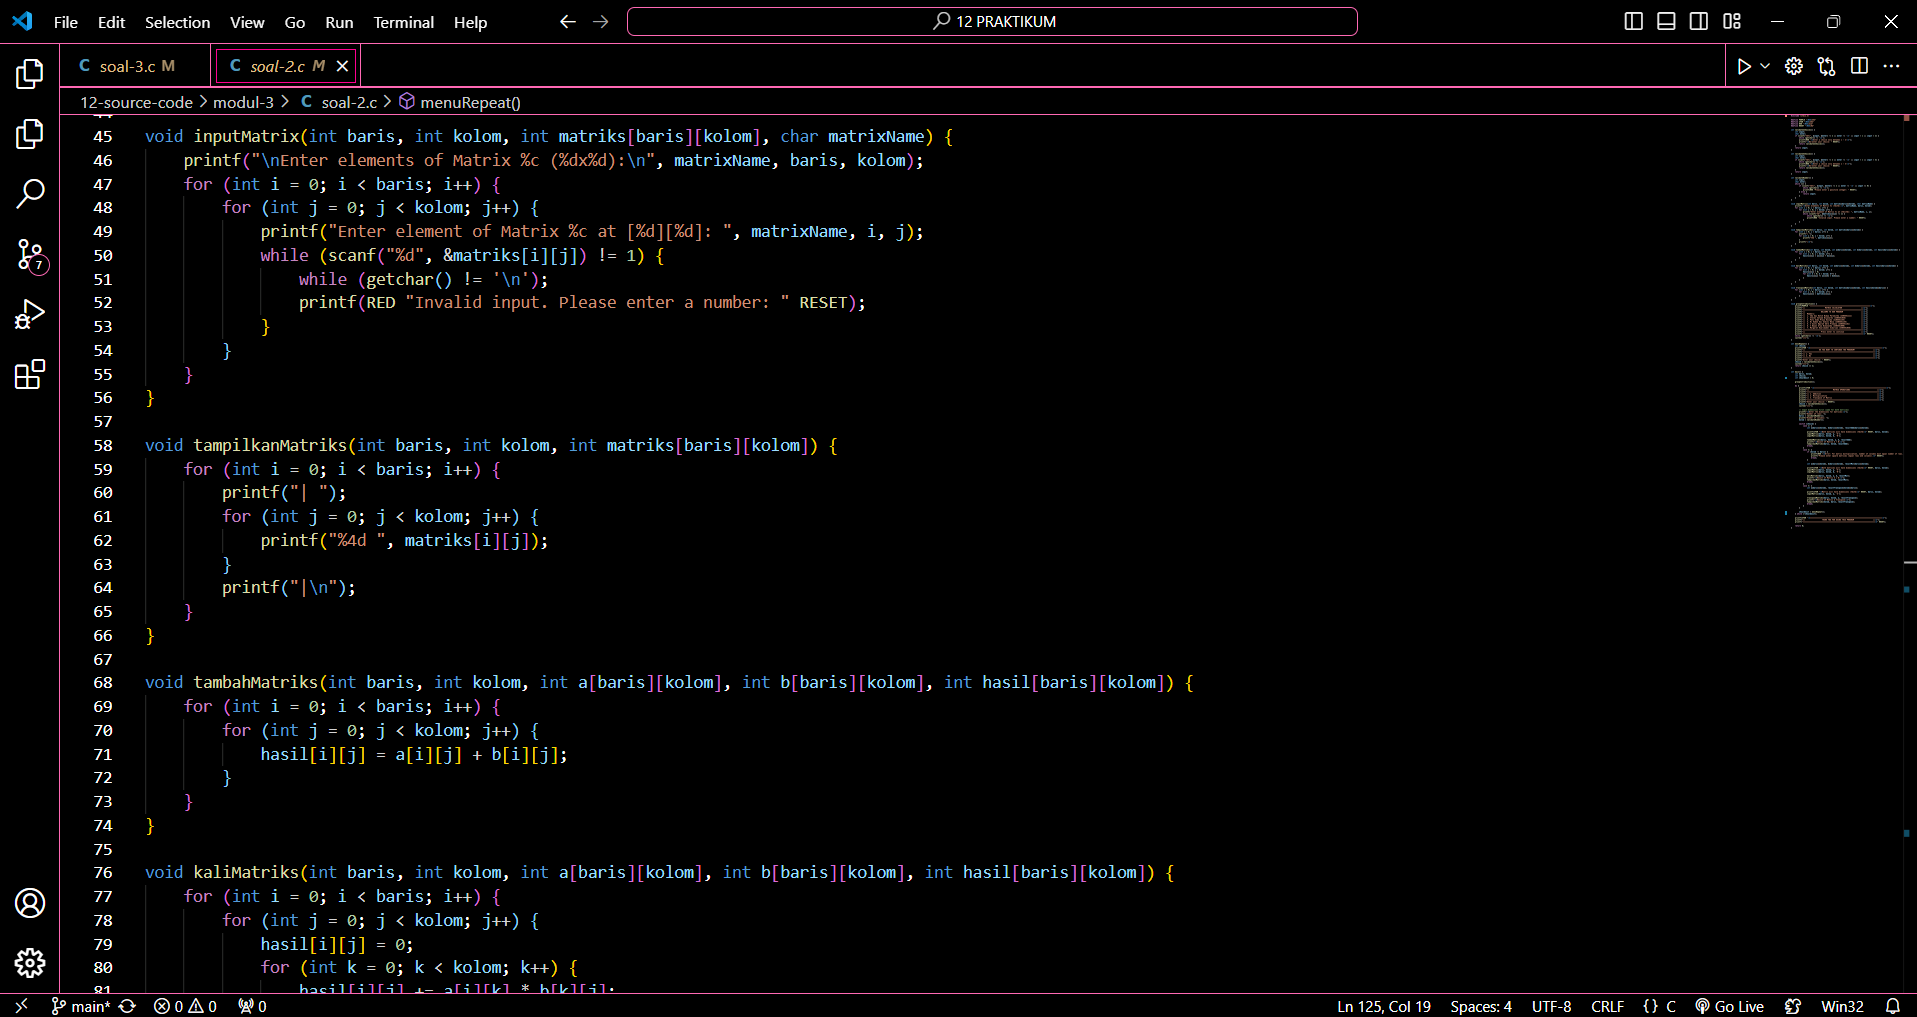 File Edit Selection View Go Run Terminal Help
12 PRAKTIKUM
C soal-3.c M
C soal-2.c M
12-source-code > modul-3 > C soal-2.c > menuRepeat()
45 void inputMatrix(int baris, int kolom, int matriks[baris][kolom], char matrixName) {
46 printf("\nEnter elements of Matrix %c (%dx%d):\n", matrixName, baris, kolom);
47 for (int i = 0; i < baris; i++) {
48 for (int j = 0; j < kolom; j++) {
49 printf("Enter element of Matrix %c at [%d][%d]: ", matrixName, i, j);
50 while (scanf("%d", &matriks[i][j]) != 1) {
51 while (getchar() != '\n');
52 printf(RED "Invalid input. Please enter a number: " RESET);
53 }
54 }
55 }
56 }
57
58 void tampilkanMatriks(int baris, int kolom, int matriks[baris][kolom]) {
59 for (int i = 0; i < baris; i++) {
60 printf("| ");
61 for (int j = 0; j < kolom; j++) {
62 printf("%4d ", matriks[i][j]);
63 }
64 printf("|\n");
65 }
66 }
67
68 void tambahMatriks(int baris, int kolom, int a[baris][kolom], int b[baris][kolom], int hasil[baris][kolom]) {
69 for (int i = 0; i < baris; i++) {
70 for (int j = 0; j < kolom; j++) {
71 hasil[i][j] = a[i][j] + b[i][j];
72 }
73 }
74 }
75
76 void kaliMatriks(int baris, int kolom, int a[baris][kolom], int b[baris][kolom], int hasil[baris][kolom]) {
77 for (int i = 0; i < baris; i++) {
78 for (int j = 0; j < kolom; j++) {
79 hasil[i][j] = 0;
80 for (int k = 0; k < kolom; k++) {
81 hasil[i][j] += a[i][k] * b[k][j];
7
main* 0 0 0
Ln 125, Col 19 Spaces: 4 UTF-8 CRLF {} C Go Live Win32